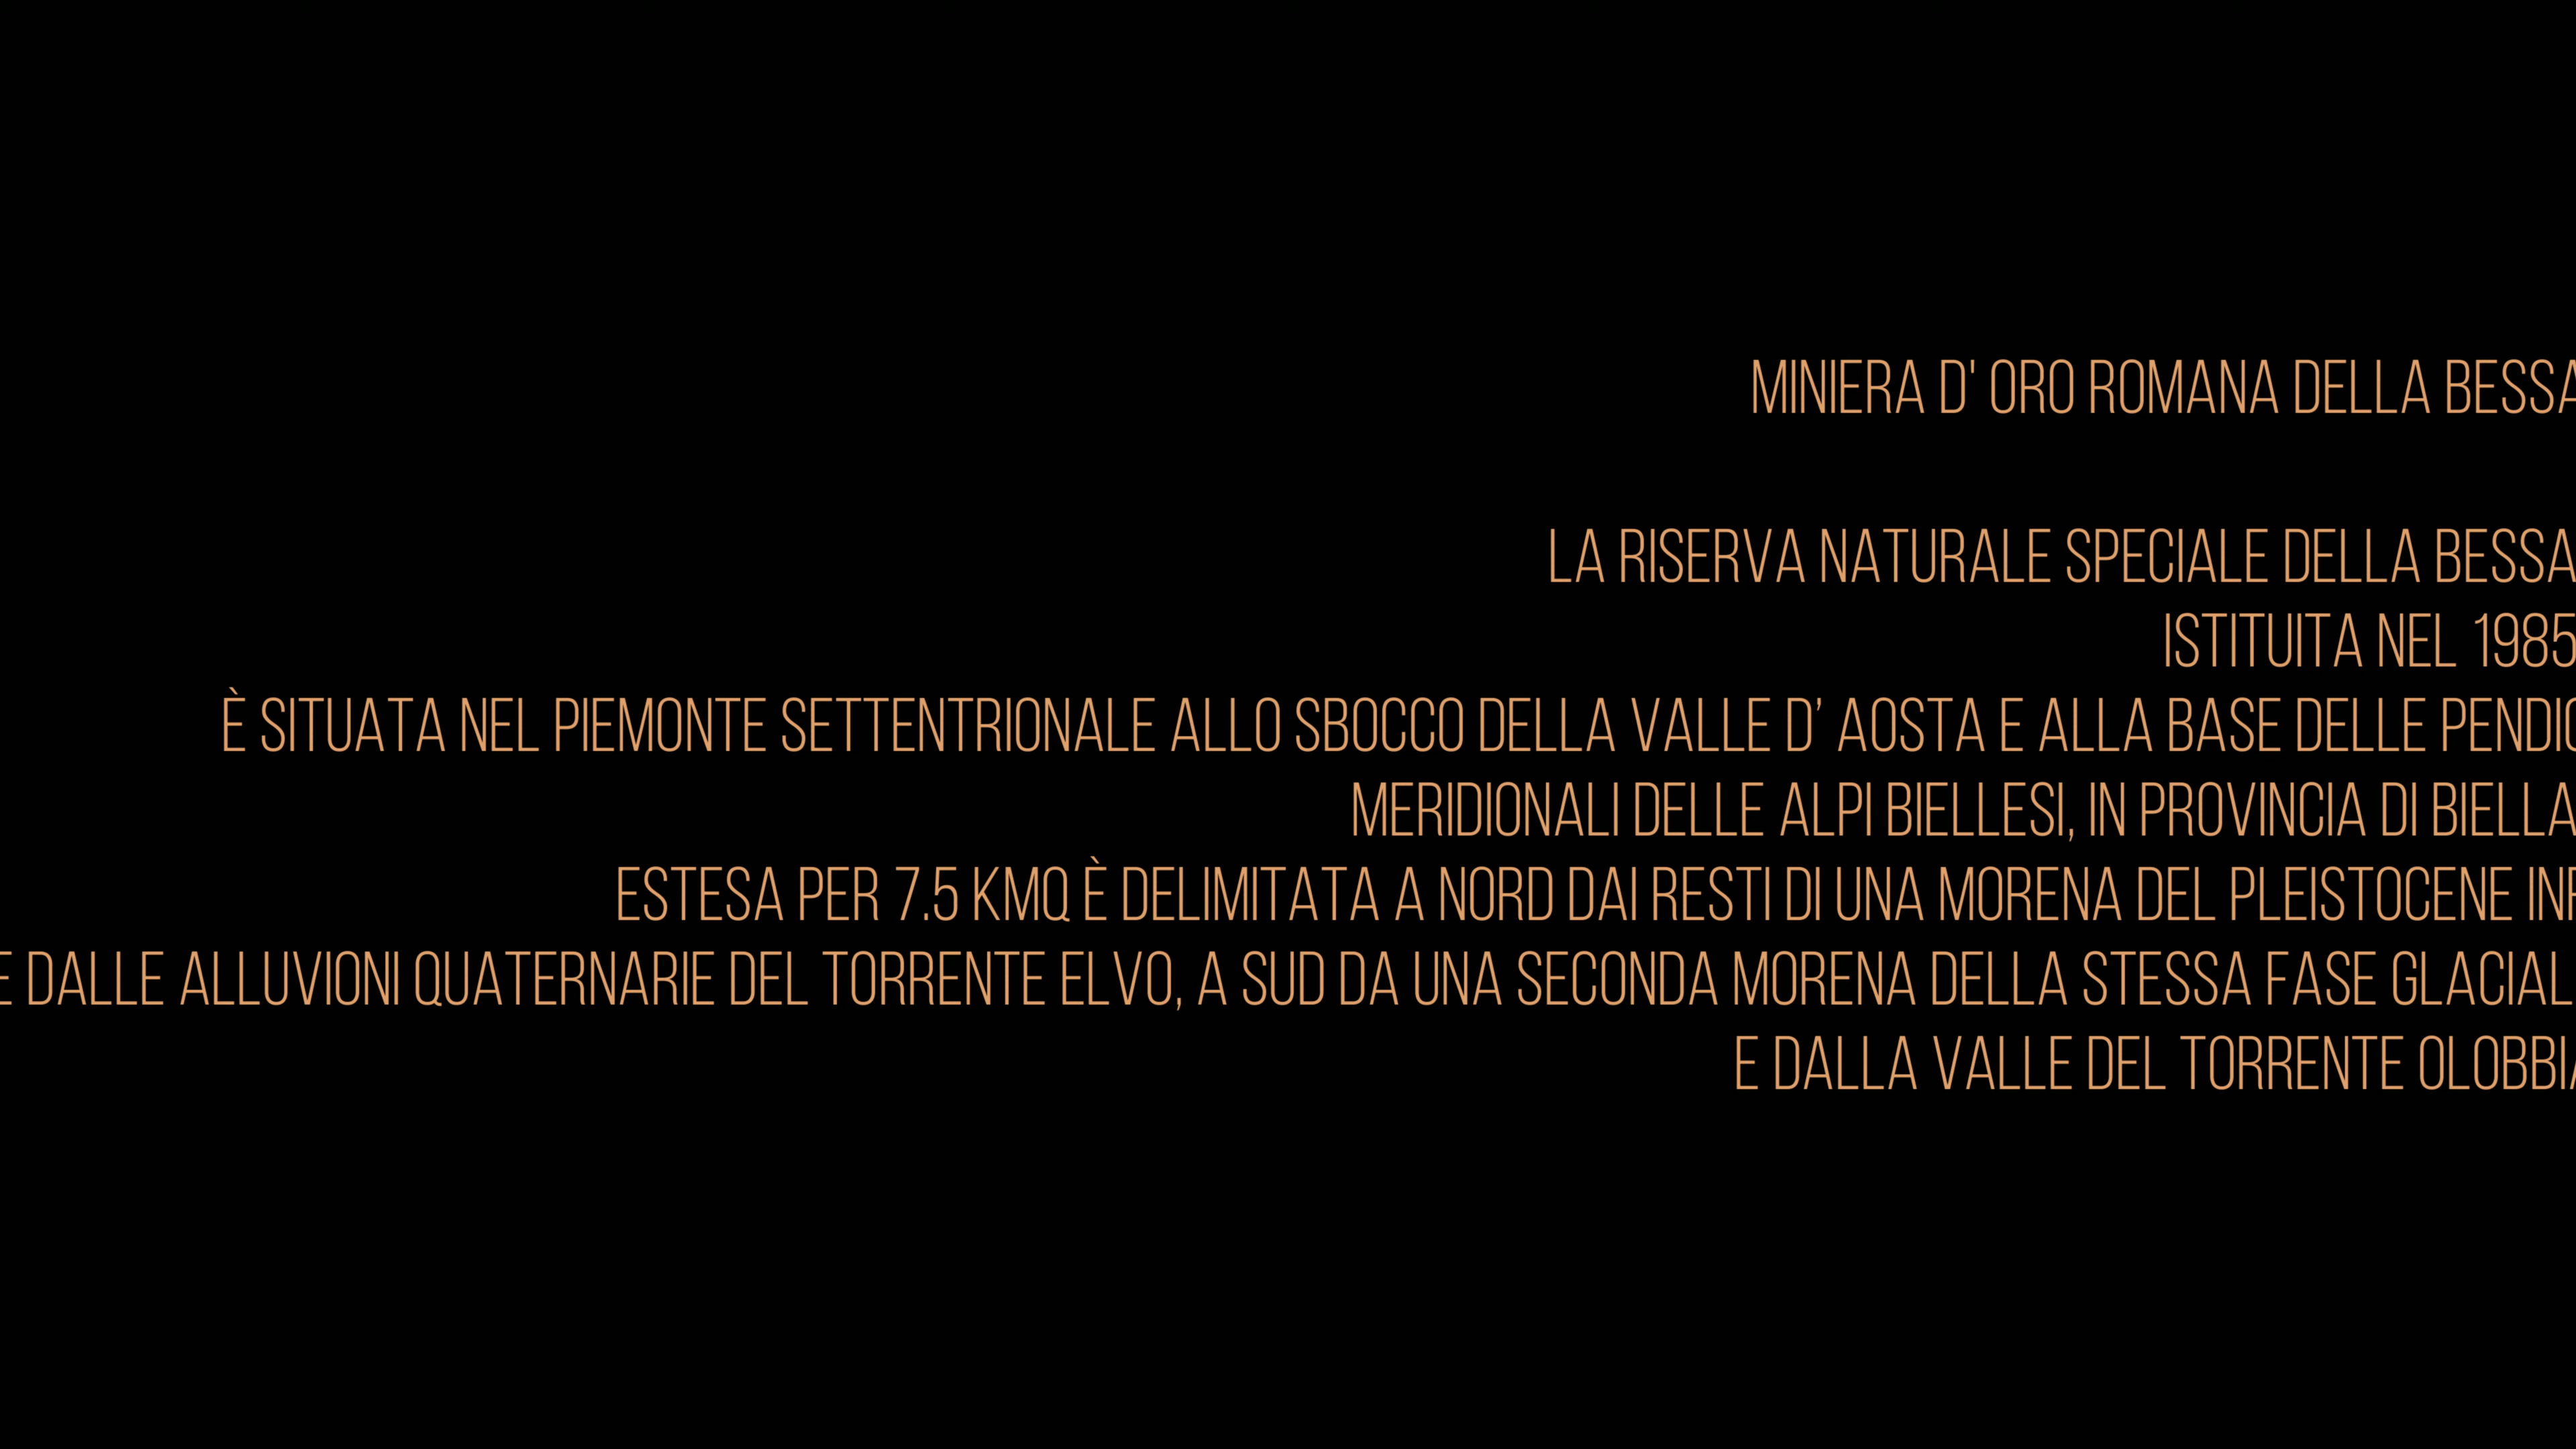 MINIERA D' ORO ROMANA DELLA BESSA
LA RISERVA NATURALE SPECIALE DELLA BESSA
ISTITUITA NEL 1985
È SITUATA NEL PIEMONTE SETTENTRIONALE ALLO SBOCCO DELLA VALLE D’ AOSTA E ALLA BASE DELLE
MERIDIONALI DELLE ALPI BIELLESI, IN PROVINCIA DI BIELLA
ESTESA PER 7.5 KMQ È DELIMITATA A NORD DAI RESTI DI UNA MORENA DEL PLEISTOCENE
E DALLE ALLUVIONI QUATERNARIE DEL TORRENTE ELVO, A SUD DA UNA SECONDA MORENA DELLA STESSA FASE GLACIAL
E DALLA VALLE DEL TORRENTE OLOBBIA